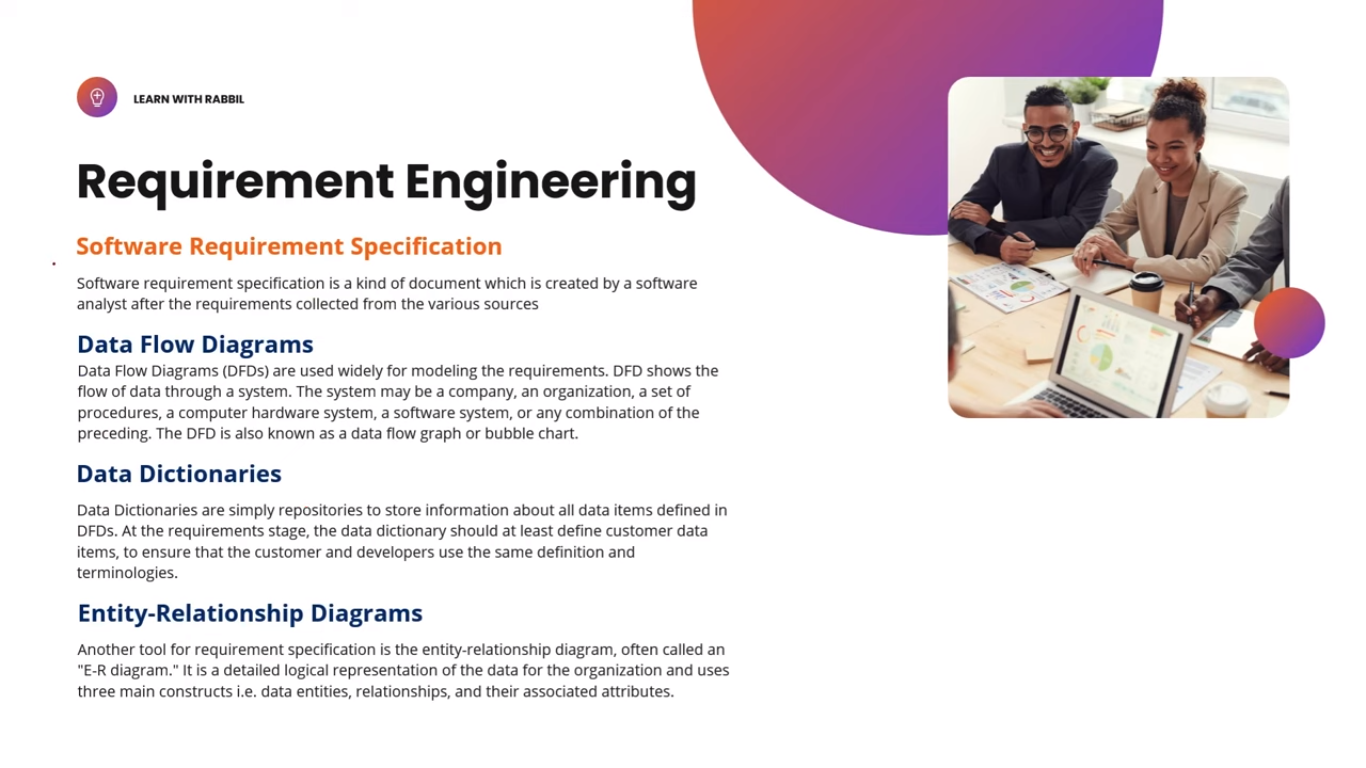 LEARN WITH RABBIL
Requirement Engineering
Software Requirement Specification
Software requirement specification is a kind of document which is created by a software
analyst after the requirements collected from the various sources
Data Flow Diagrams
Data Flow Diagrams (DFDs) are used widely for modeling the requirements. DFD shows the
flow of data through a system. The system may be a company, an organization, a set of
procedures, a computer hardware system, a software system, or any combination of the
preceding. The DFD is also known as a data flow graph or bubble chart.
Data Dictionaries
Data Dictionaries are simply repositories to store information about all data items defined in
DFDs. At the requirements stage, the data dictionary should at least define customer data
items, to ensure that the customer and developers use the same definition and
terminologies.
Entity-Relationship Diagrams
Another tool for requirement specification is the entity-relationship diagram, often called an
"E-R diagram." It is a detailed logical representation of the data for the organization and uses
three main constructs i.e. data entities, relationships, and their associated attributes.